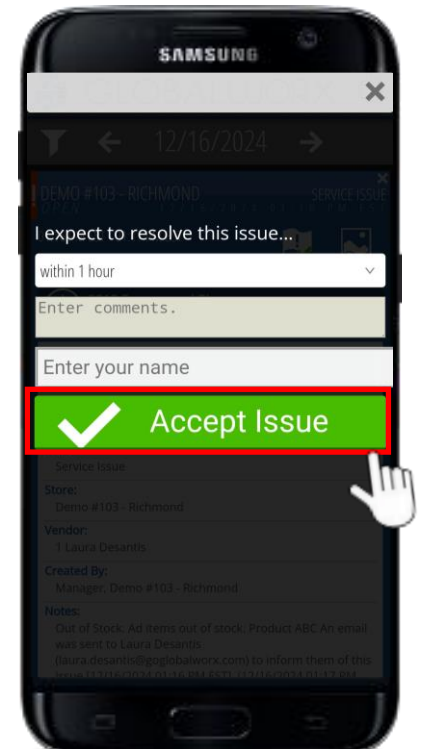 SAMSUNG
GLOBALWORX
12/16/2024
DEMO #103 - RICHMOND SERVICE ISSUE
OPEN
I expect to resolve this issue...
within 1 hour
Enter comments.
Enter your name
Accept Issue
Service Issue
Store:
Demo #103 - Richmond
Vendor:
1 Laura Desantis
Created By:
Manager, Demo #103 - Richmond
Notes:
Out of Stock. Ad items out of stock. Product ABC An email
was sent to Laura Desantis
(laura.desantis@goglobalworx.com) to inform them of this